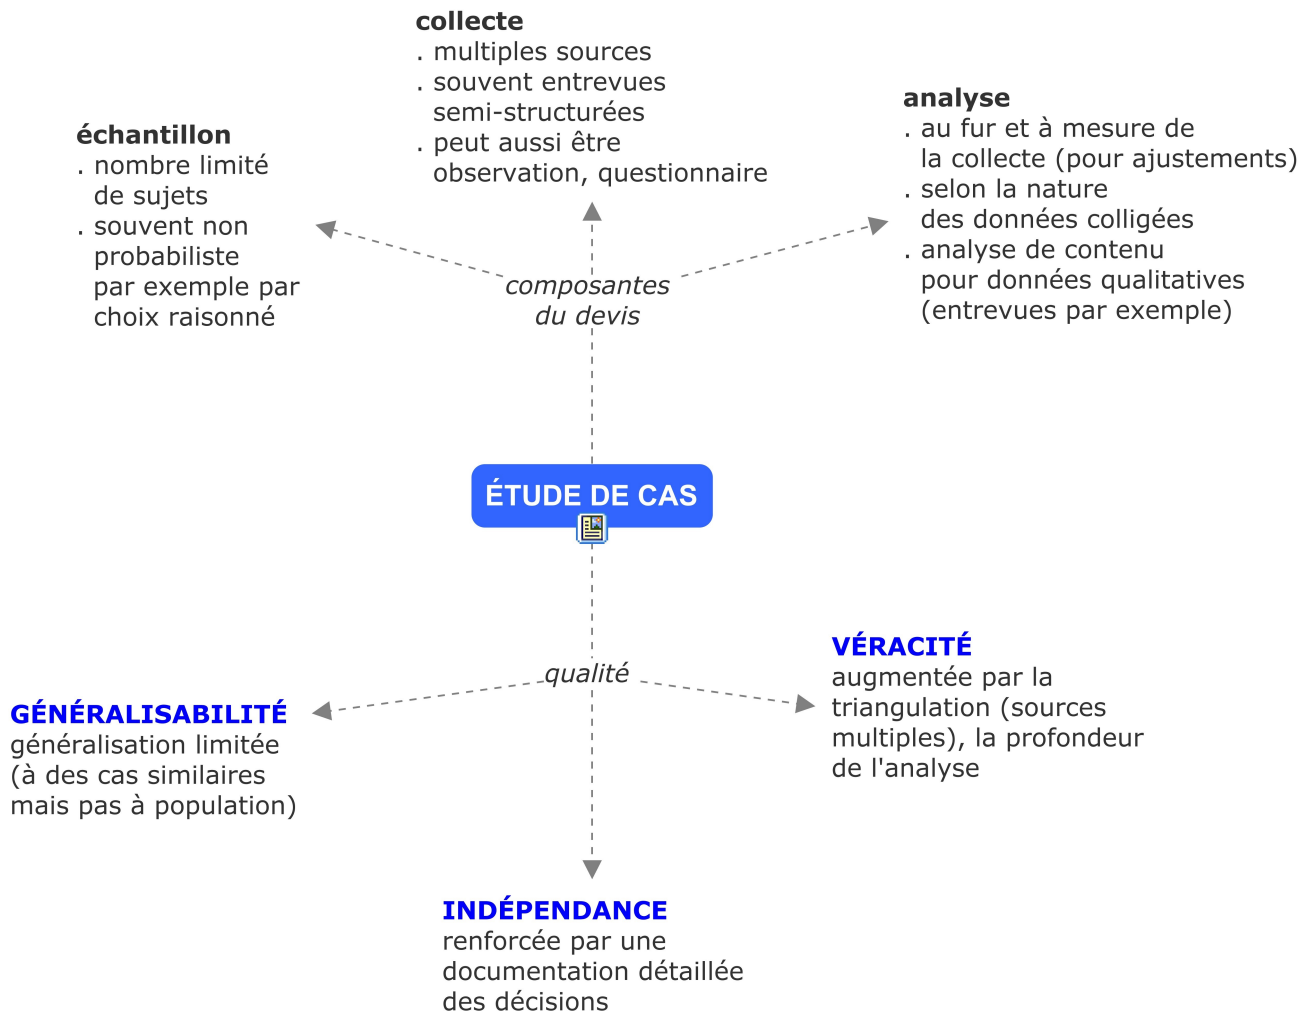 collecte
. multiples sources
. souvent entrevues
semi-structurées
. peut aussi être
observation, questionnaire
échantillon
. nombre limité
de sujets
. souvent non
probabiliste
par exemple par
choix raisonné
analyse
. au fur et à mesure de
la collecte (pour ajustements)
. selon la nature
des données colligées
. analyse de contenu
pour données qualitatives
(entrevues par exemple)
composantes
du devis
ÉTUDE DE CAS
qualité
GÉNÉRALISABILITÉ
généralisation limitée
(à des cas similaires
mais pas à population)
VÉRACITÉ
augmentée par la
triangulation (sources
multiples), la profondeur
de l'analyse
INDÉPENDANCE
renforcée par une
documentation détaillée
des décisions